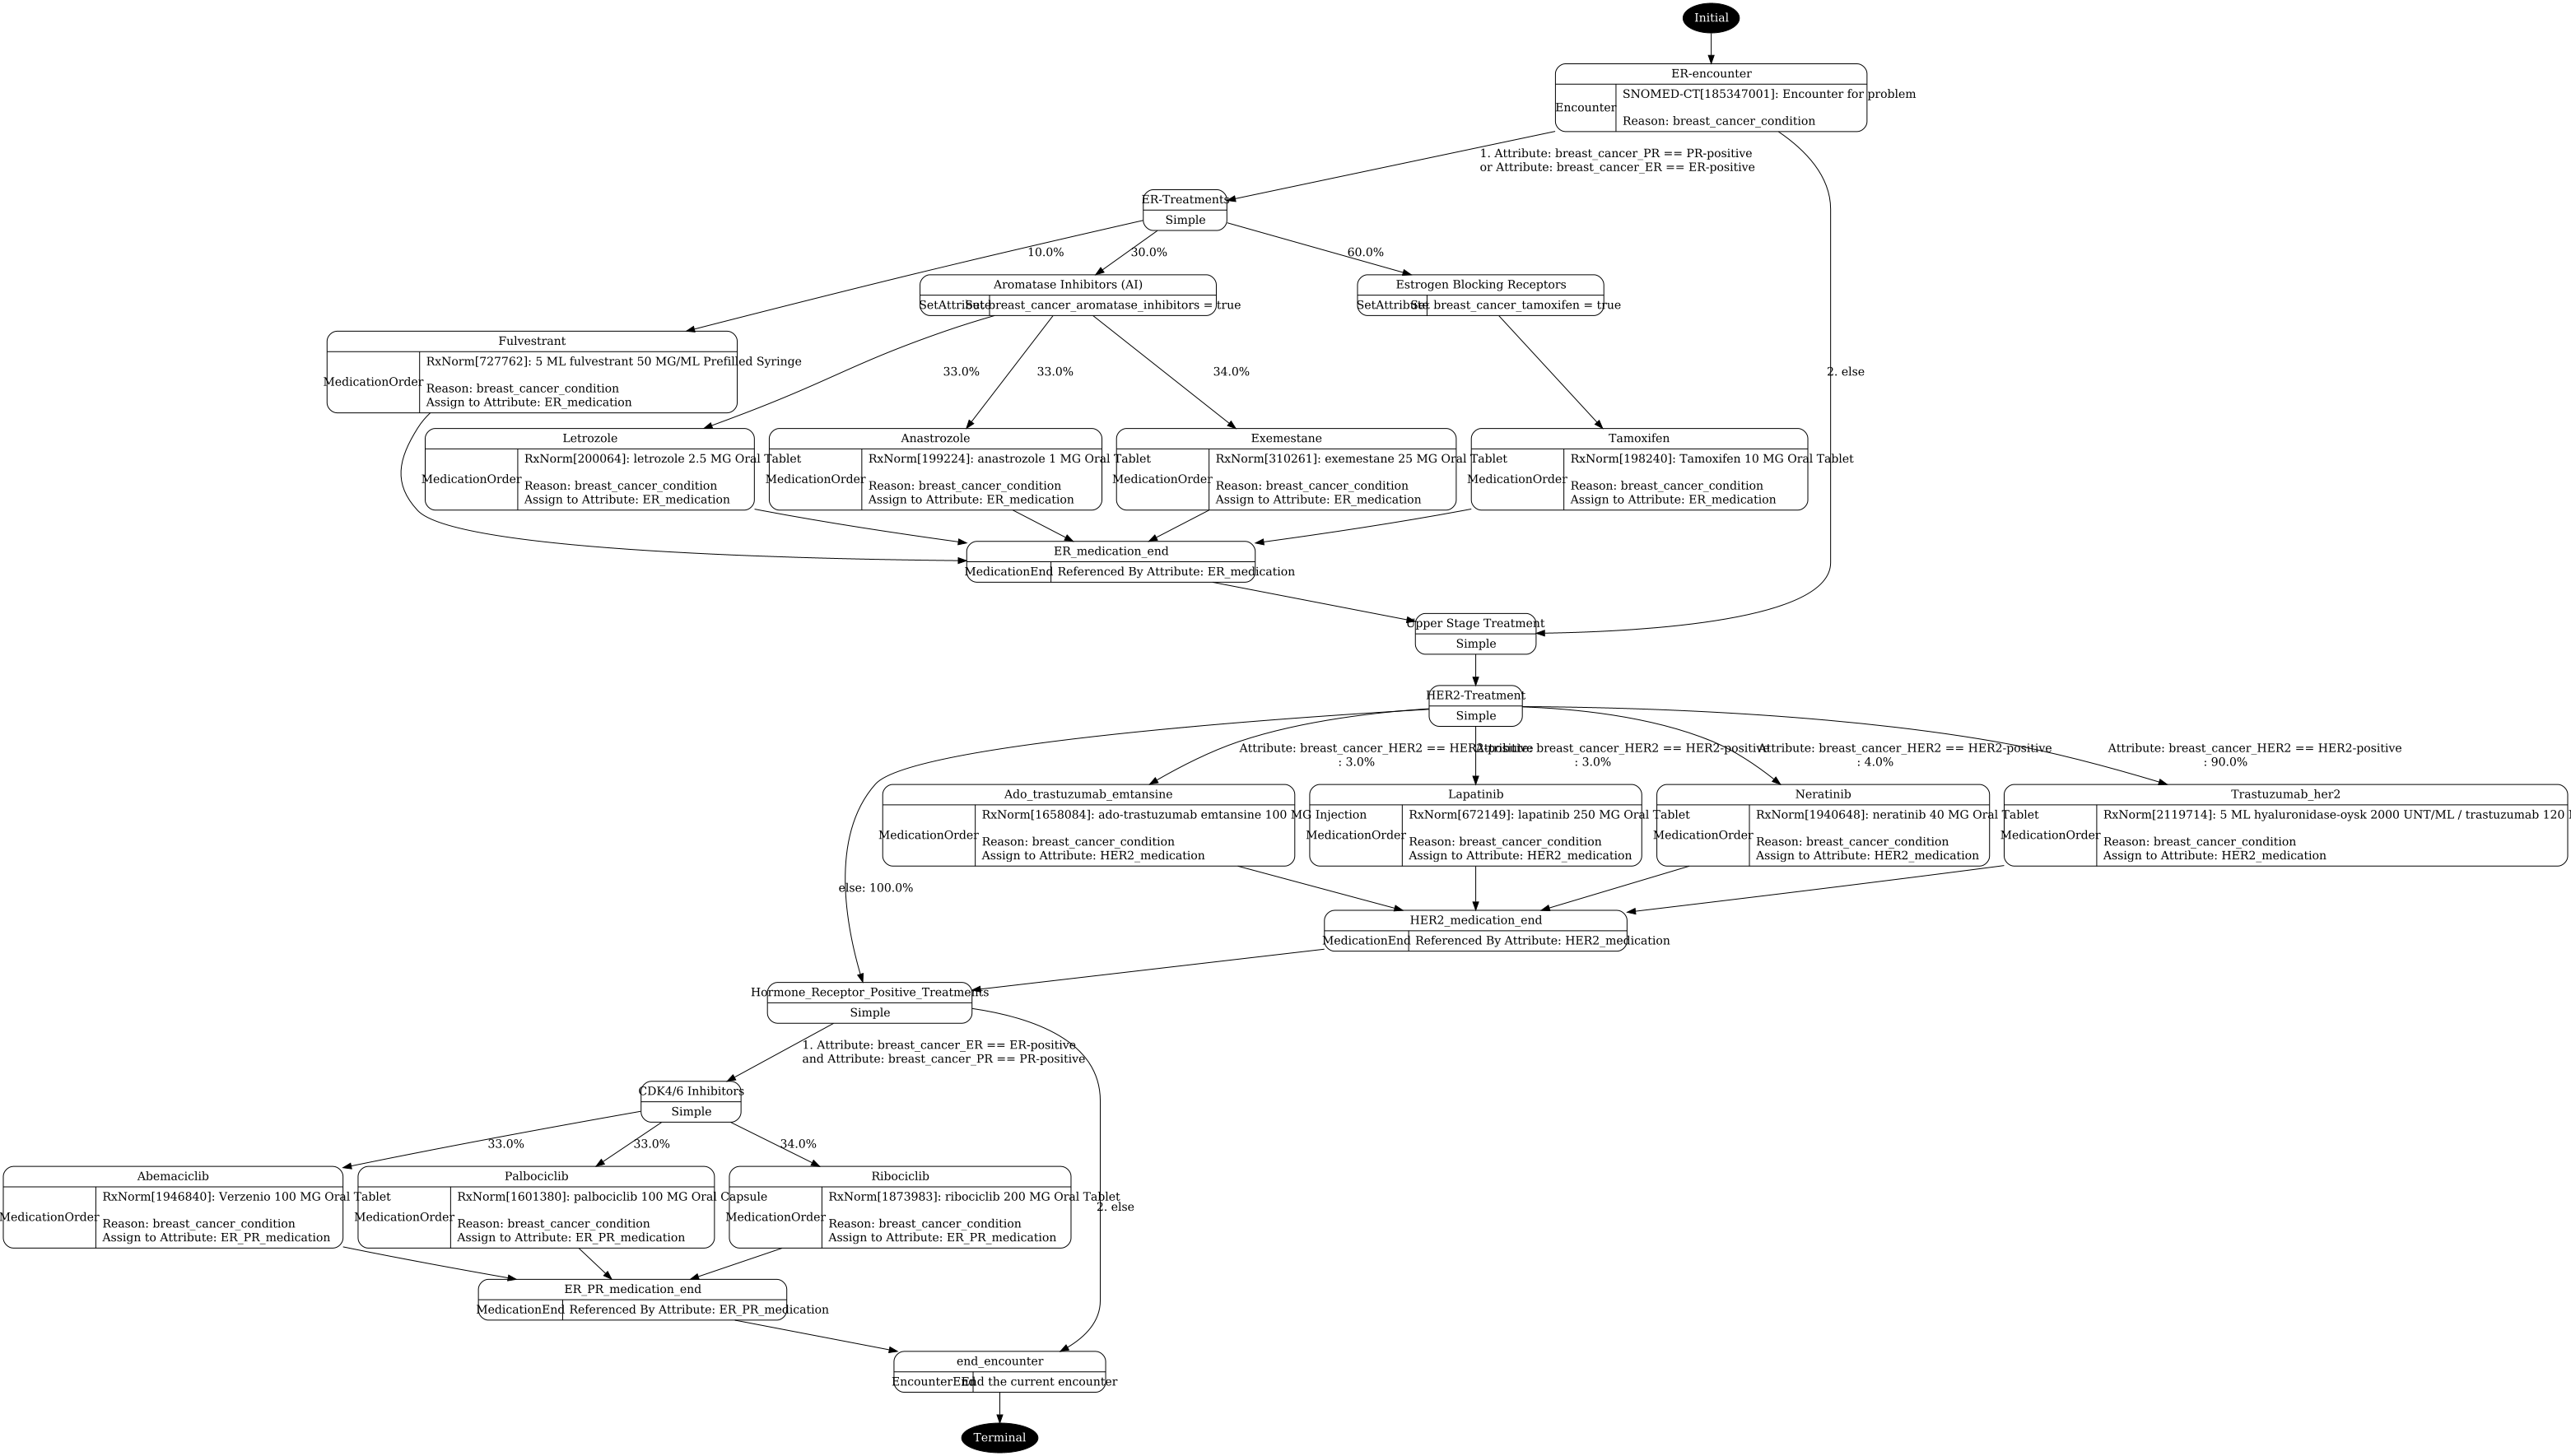 Initial
ER-encounter
Encounter
SNOMED-CT[185347001]: Encounter for problem
Reason: breast_cancer_condition
1. Attribute: breast_cancer_PR == PR-positive
or Attribute: breast_cancer_ER == ER-positive
ER-Treatments
Simple
10.0%
30.0%
60.0%
Aromatase Inhibitors (AI)
SetAttribute
Set breast_cancer_aromatase_inhibitors = true
Estrogen Blocking Receptors
SetAttribute
Set breast_cancer_tamoxifen = true
Fulvestrant
MedicationOrder
RxNorm[727762]: 5 ML fulvestrant 50 MG/ML Prefilled Syringe
Reason: breast_cancer_condition
Assign to Attribute: ER_medication
33.0%
33.0%
34.0%
2. else
Letrozole
MedicationOrder
RxNorm[200064]: letrozole 2.5 MG Oral Tablet
Reason: breast_cancer_condition
Assign to Attribute: ER_medication
Anastrozole
MedicationOrder
RxNorm[199224]: anastrozole 1 MG Oral Tablet
Reason: breast_cancer_condition
Assign to Attribute: ER_medication
Exemestane
MedicationOrder
RxNorm[310261]: exemestane 25 MG Oral Tablet
Reason: breast_cancer_condition
Assign to Attribute: ER_medication
Tamoxifen
MedicationOrder
RxNorm[198240]: Tamoxifen 10 MG Oral Tablet
Reason: breast_cancer_condition
Assign to Attribute: ER_medication
ER_medication_end
MedicationEnd
Referenced By Attribute: ER_medication
Upper Stage Treatment
Simple
HER2-Treatment
Simple
Attribute: breast_cancer_HER2 == HER2-positive
: 3.0%
Attribute: breast_cancer_HER2 == HER2-positive
: 3.0%
Attribute: breast_cancer_HER2 == HER2-positive
: 4.0%
Attribute: breast_cancer_HER2 == HER2-positive
: 90.0%
Ado_trastuzumab_emtansine
MedicationOrder
RxNorm[1658084]: ado-trastuzumab emtansine 100 MG Injection
Reason: breast_cancer_condition
Assign to Attribute: HER2_medication
Lapatinib
MedicationOrder
RxNorm[672149]: lapatinib 250 MG Oral Tablet
Reason: breast_cancer_condition
Assign to Attribute: HER2_medication
Neratinib
MedicationOrder
RxNorm[1940648]: neratinib 40 MG Oral Tablet
Reason: breast_cancer_condition
Assign to Attribute: HER2_medication
Trastuzumab_her2
MedicationOrder
RxNorm[2119714]: 5 ML hyaluronidase-oysk 2000 UNT/ML / trastuzumab 120
Reason: breast_cancer_condition
Assign to Attribute: HER2_medication
else: 100.0%
HER2_medication_end
MedicationEnd
Referenced By Attribute: HER2_medication
Hormone_Receptor_Positive_Treatments
Simple
1. Attribute: breast_cancer_ER == ER-positive
and Attribute: breast_cancer_PR == PR-positive
CDK4/6 Inhibitors
Simple
33.0%
33.0%
34.0%
Abemaciclib
MedicationOrder
RxNorm[1946840]: Verzenio 100 MG Oral Tablet
Reason: breast_cancer_condition
Assign to Attribute: ER_PR_medication
Palbociclib
MedicationOrder
RxNorm[1601380]: palbociclib 100 MG Oral Capsule
Reason: breast_cancer_condition
Assign to Attribute: ER_PR_medication
Ribociclib
MedicationOrder
RxNorm[1873983]: ribociclib 200 MG Oral Tablet
Reason: breast_cancer_condition
Assign to Attribute: ER_PR_medication
2. else
ER_PR_medication_end
MedicationEnd
Referenced By Attribute: ER_PR_medication
end_encounter
EncounterEnd
End the current encounter
Terminal